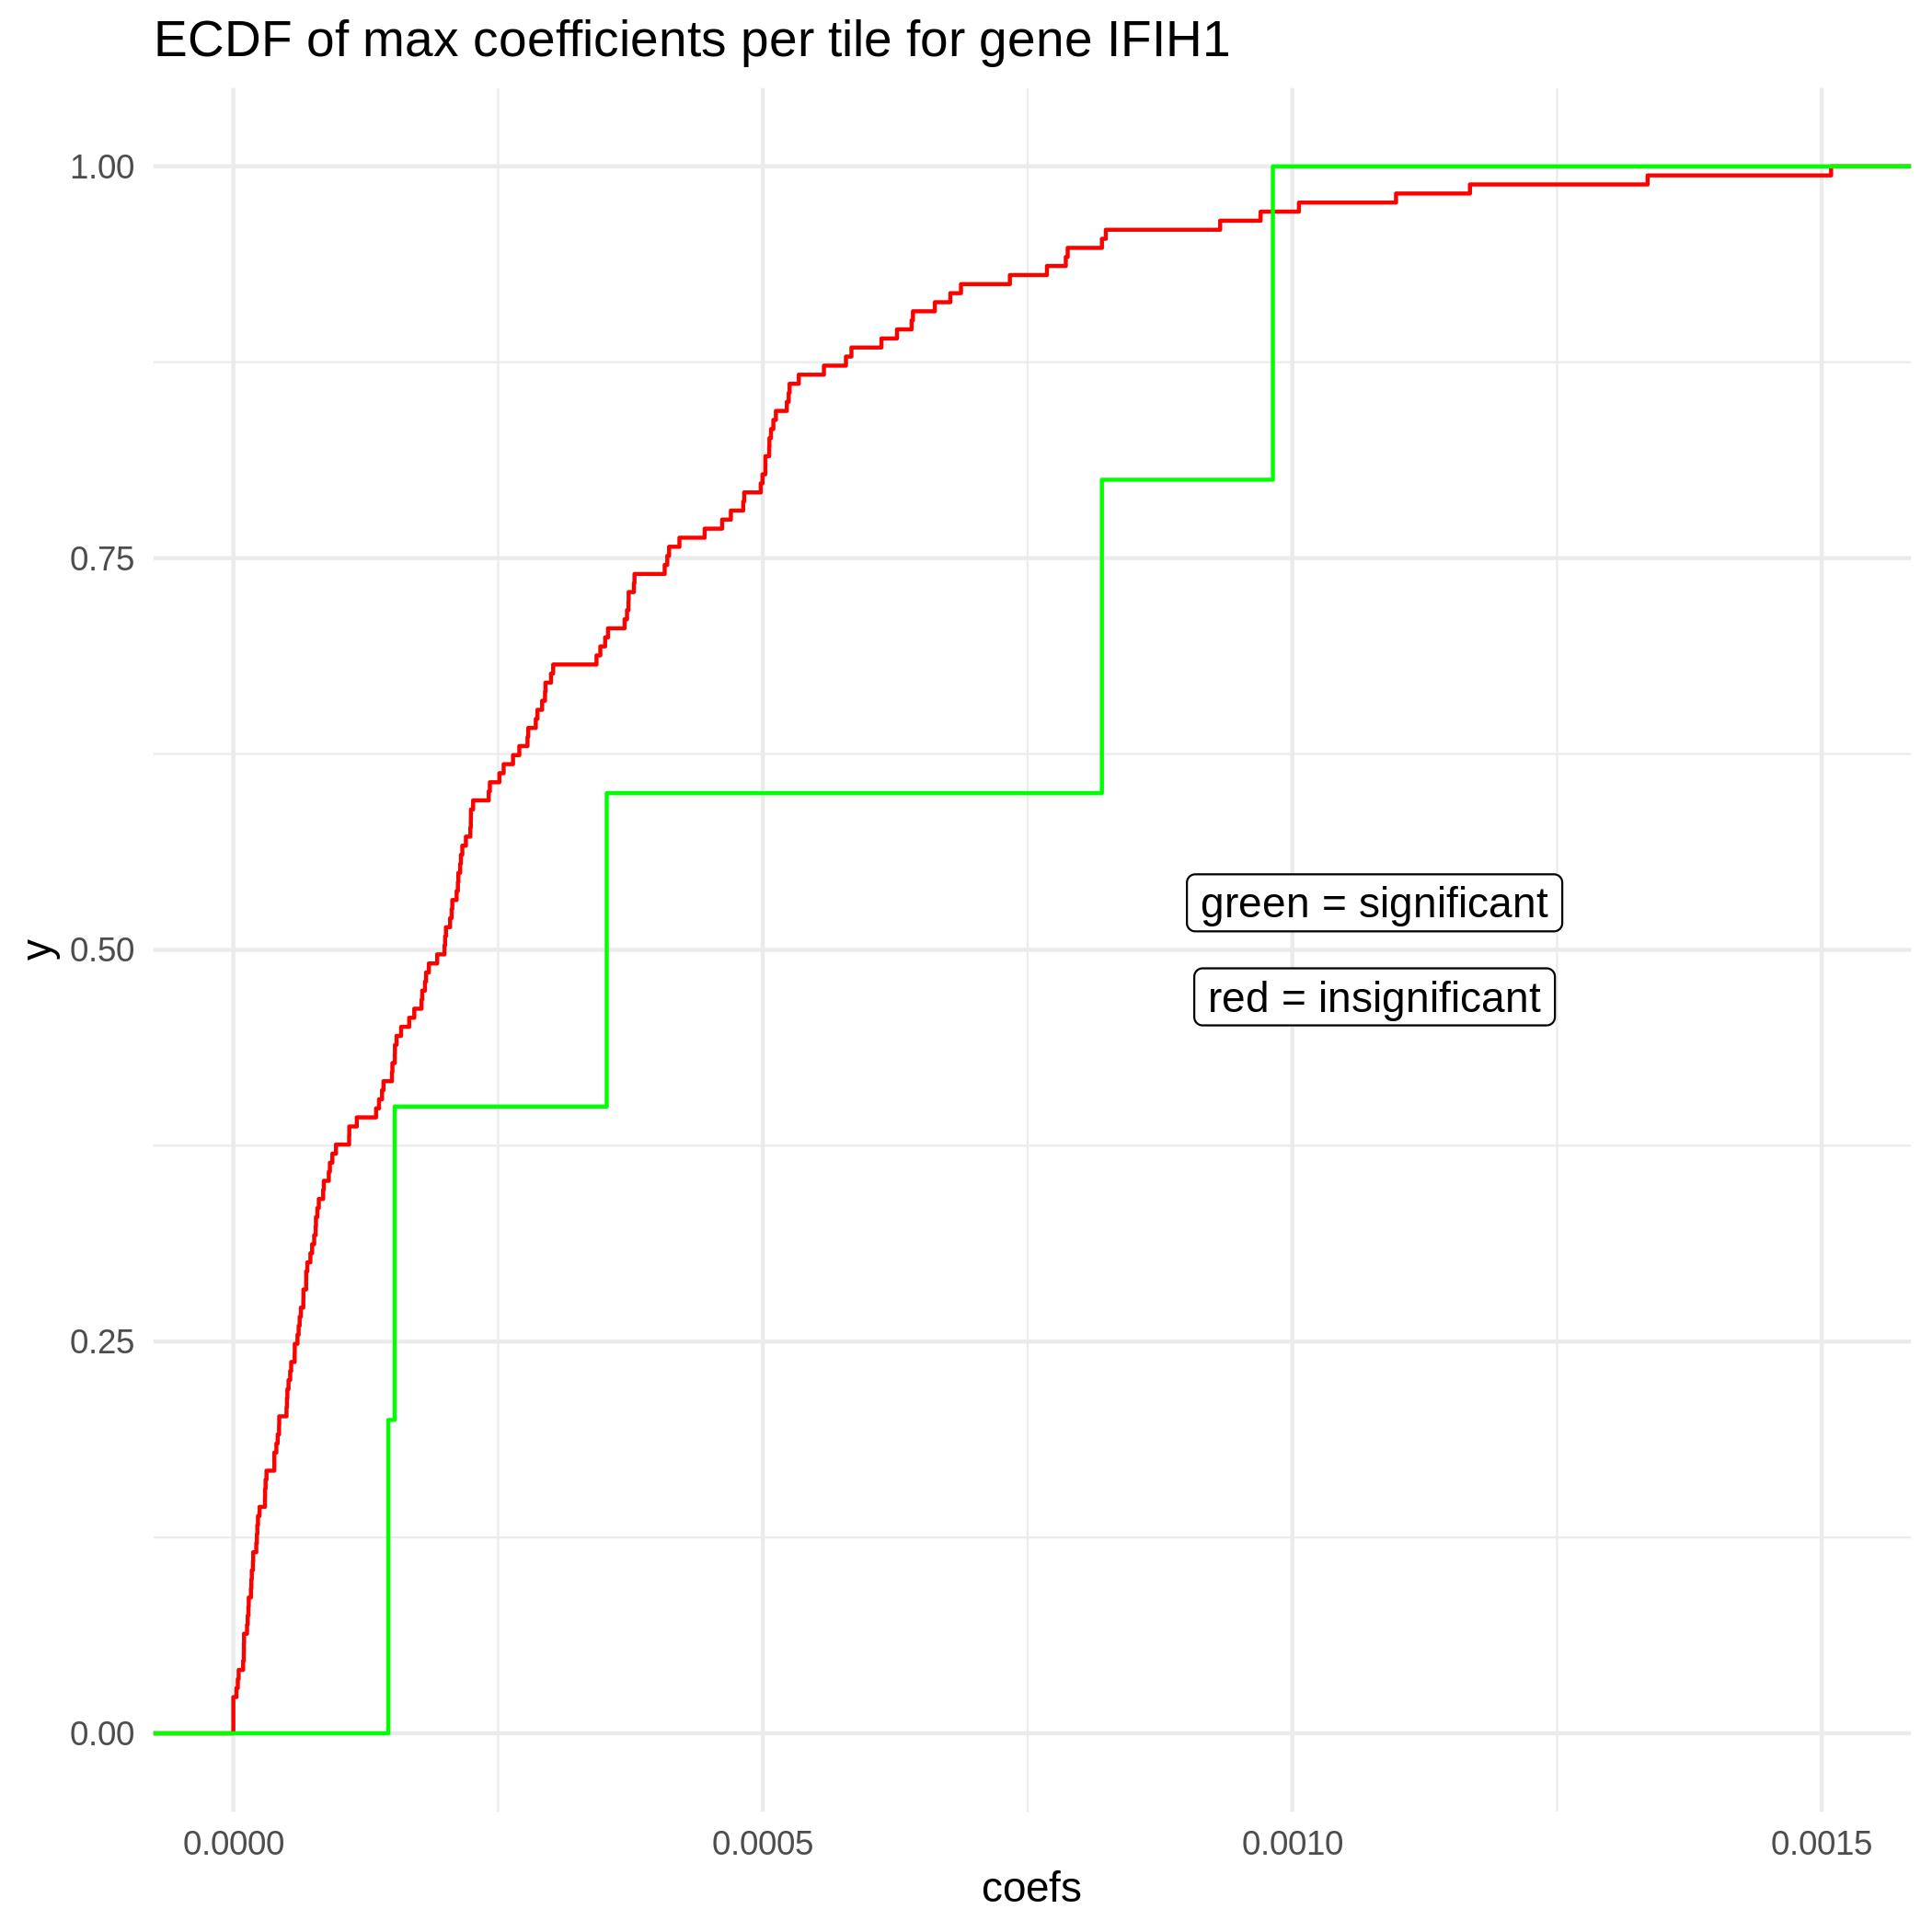 ECDF of max coefficients per tile for gene IFIH1
1.00
0.75
0.50
0.25
0.00
y
green = significant
red = insignificant
0.0000 0.0005 0.0010 0.0015
coefs